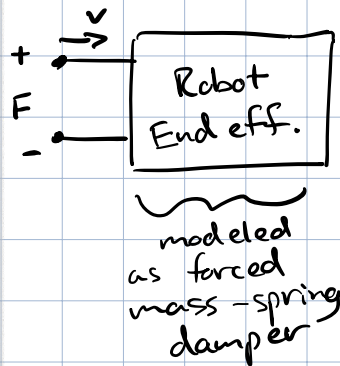 v
+
F
-
Robot
End eff.
modeled
as forced
mass-spring
damper